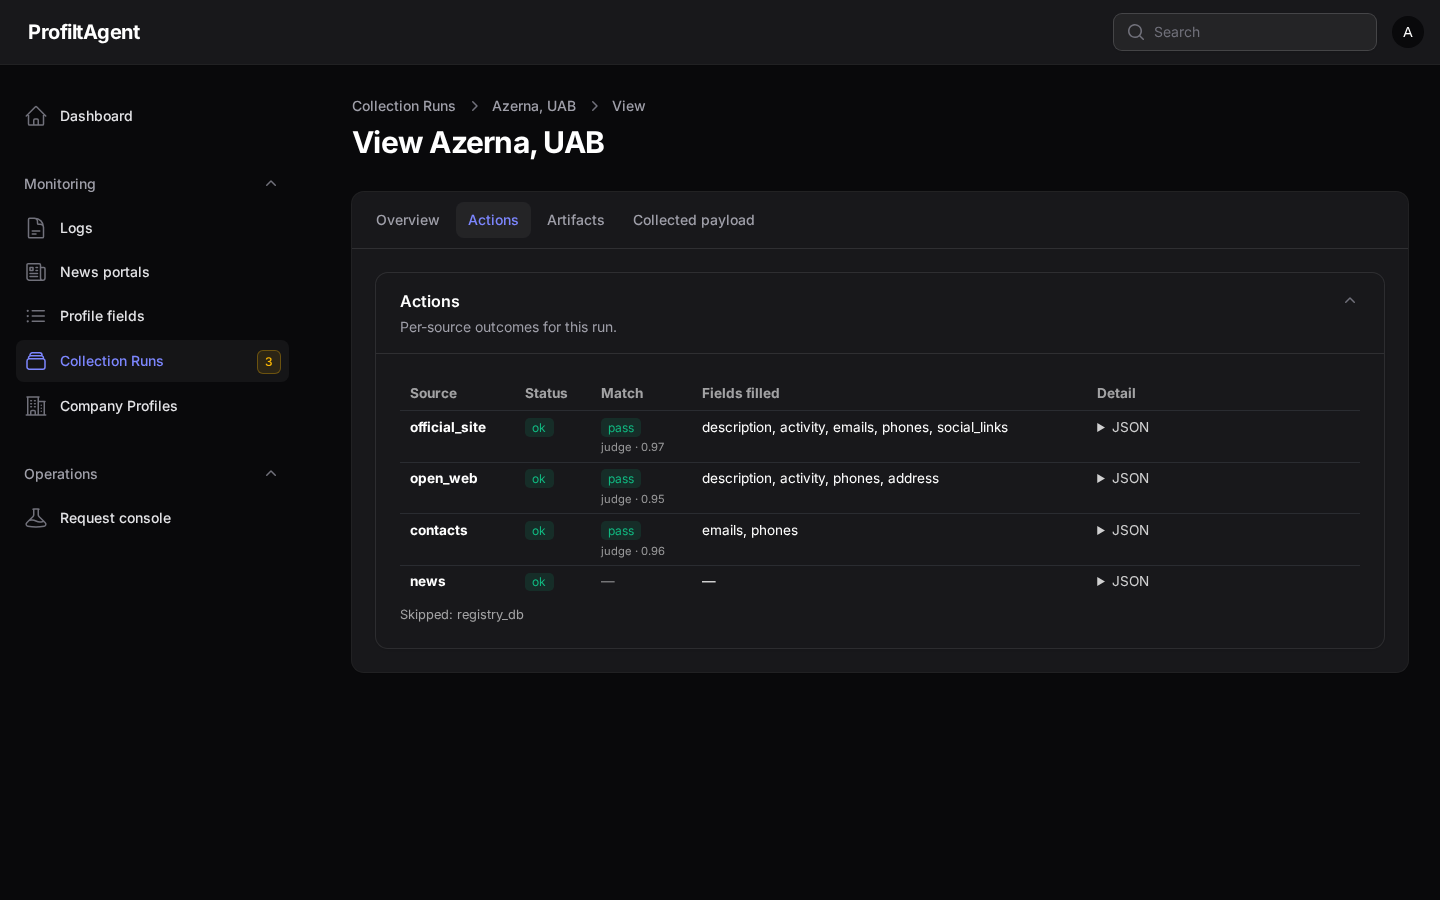 ProfiltAgent
Search
A
Dashboard
Monitoring
Logs
News portals
Profile fields
Collection Runs 3
Company Profiles
Operations
Request console
Collection Runs > Azerna, UAB > View
View Azerna, UAB
Overview Actions Artifacts Collected payload
Actions
Per-source outcomes for this run.
Source Status Match Fields filled Detail
official_site ok pass description, activity, emails, phones, social_links JSON
judge · 0.97
open_web ok pass description, activity, phones, address JSON
judge · 0.95
contacts ok pass emails, phones JSON
judge · 0.96
news ok — — JSON
Skipped: registry_db